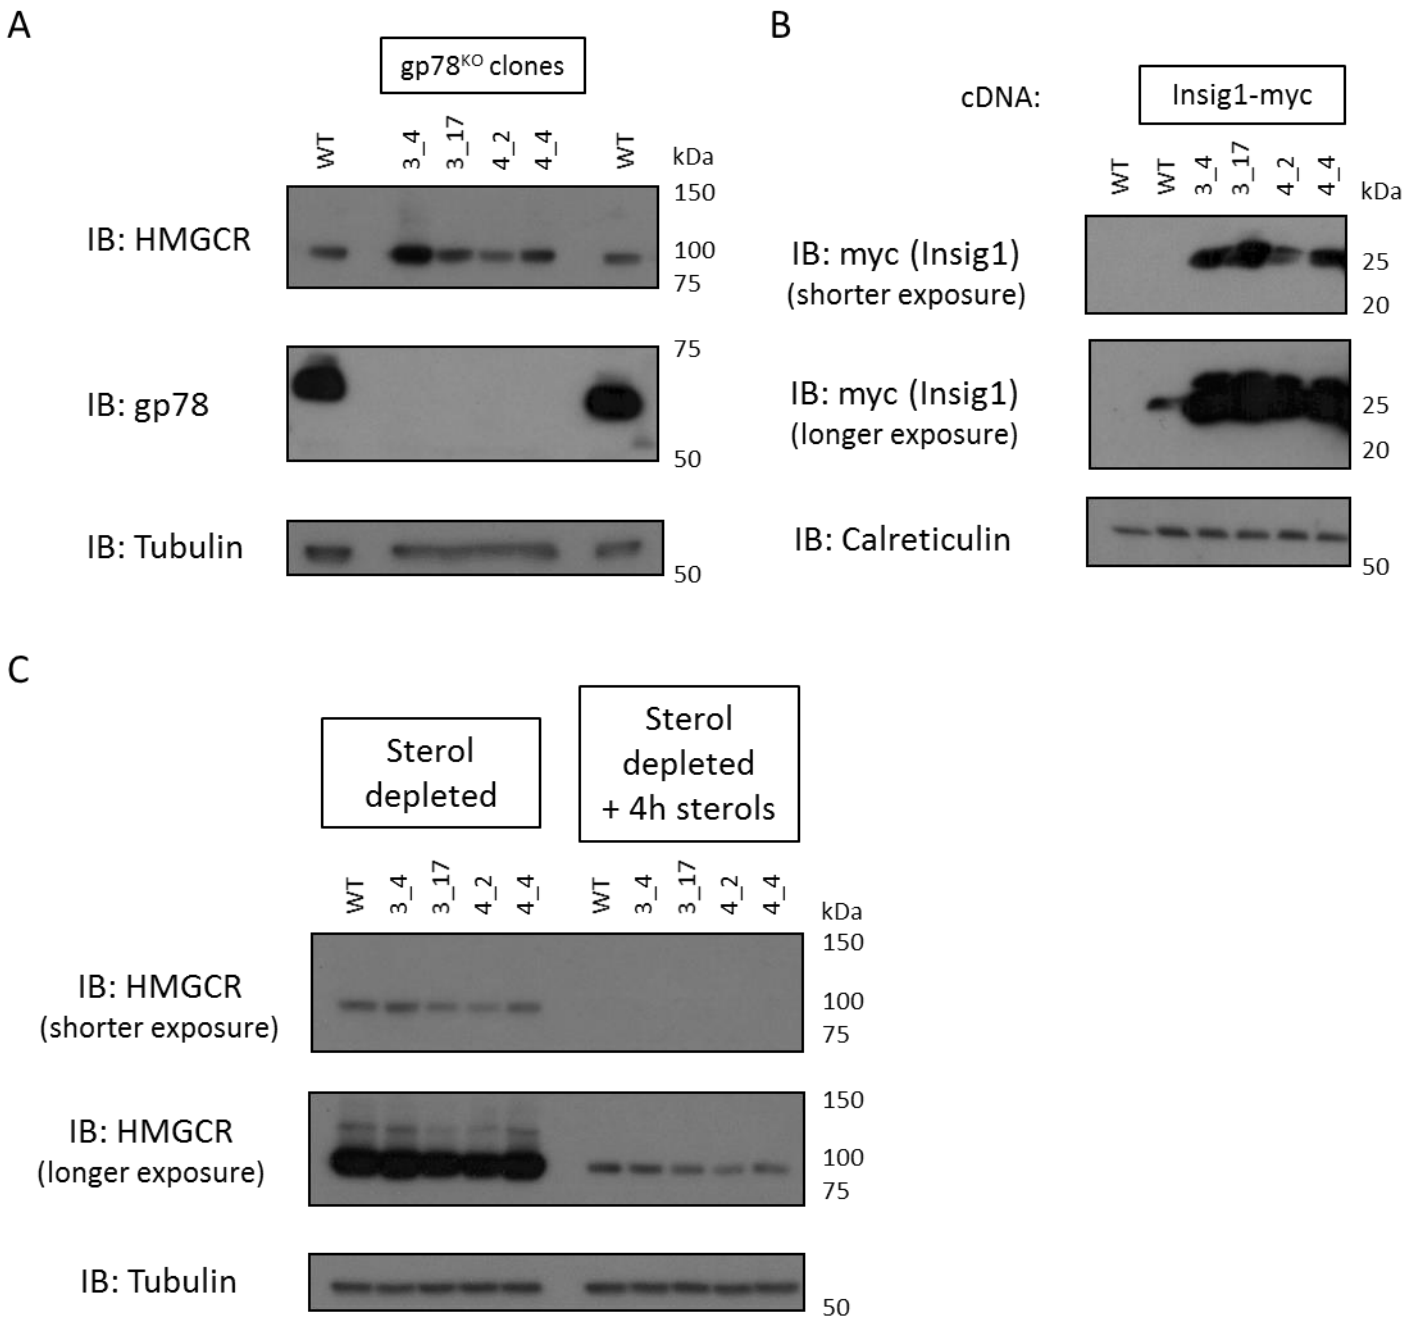 A
gp78ᴷᴼ clones
WT
3_4
3_17
4_2
4_4
WT
kDa
IB: HMGCR
150
100
75
IB: gp78
75
50
IB: Tubulin
50
B
cDNA:
Insig1-myc
WT
WT
3_4
3_17
4_2
4_4
kDa
IB: myc (Insig1)
(shorter exposure)
25
20
IB: myc (Insig1)
(longer exposure)
25
20
IB: Calreticulin
50
C
Sterol
depleted
Sterol
depleted
+ 4h sterols
WT
3_4
3_17
4_2
4_4
WT
3_4
3_17
4_2
4_4
kDa
IB: HMGCR
(shorter exposure)
150
100
75
IB: HMGCR
(longer exposure)
150
100
75
IB: Tubulin
50